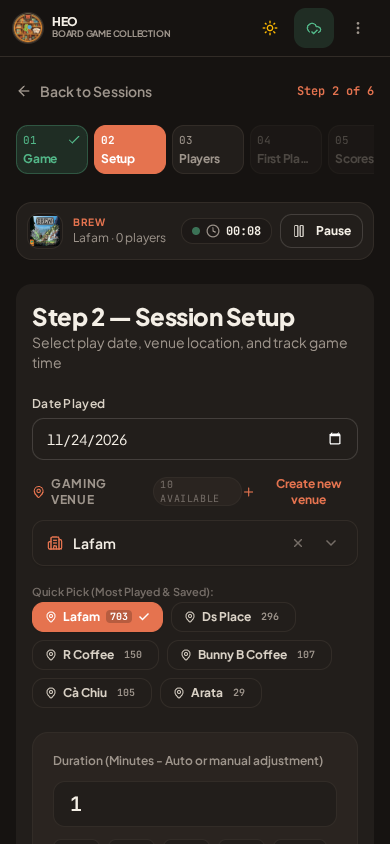 HEO
BOARD GAME COLLECTION
Back to Sessions
Step 2 of 6
01
Game
02
Setup
03
Players
04
First Pla…
05
Scores
BREW
Lafam · 0 players
00:08
Pause
Step 2 — Session Setup
Select play date, venue location, and track game
time
Date Played
11/24/2026
GAMING
VENUE
10
AVAILABLE
+ Create new
venue
Lafam
Quick Pick (Most Played & Saved):
Lafam 703
Ds Place 296
R Coffee 150
Bunny B Coffee 107
Cà Chiu 105
Arata 29
Duration (Minutes - Auto or manual adjustment)
1